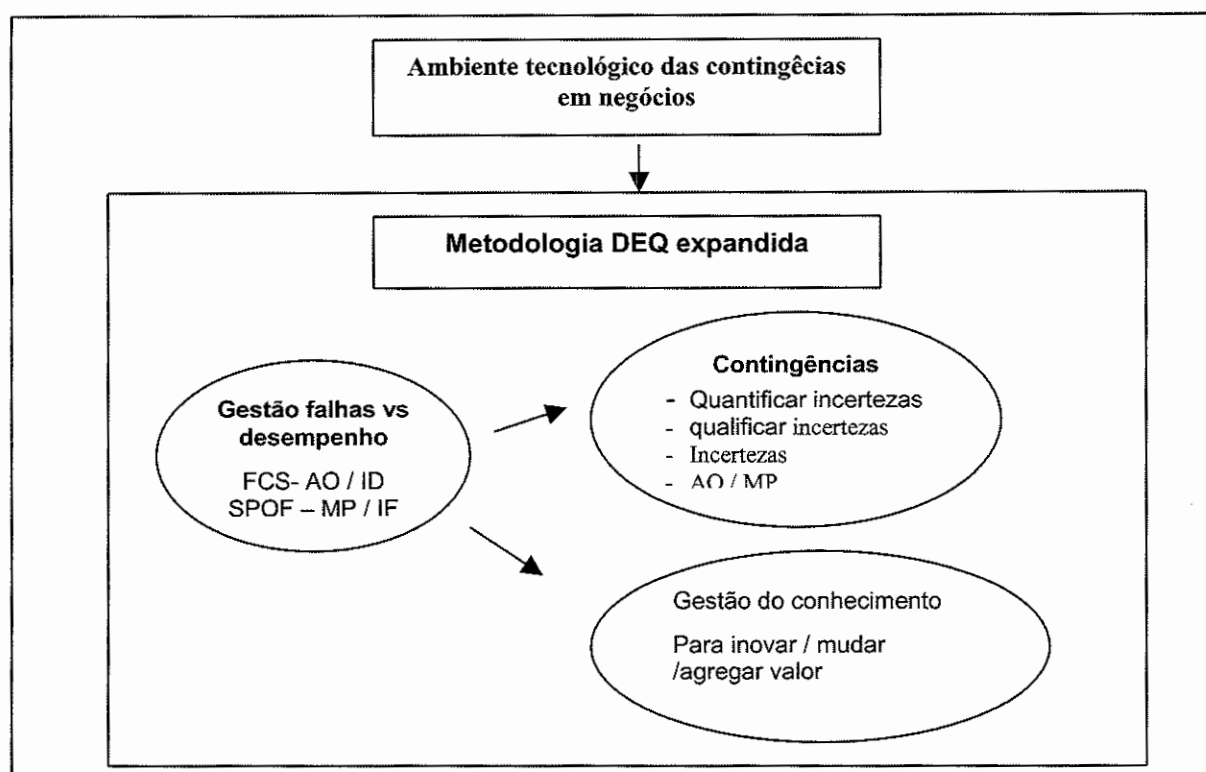 Ambiente tecnológico das contingêcias
em negócios
Metodologia DEQ expandida
Gestão falhas vs
desempenho
FCS- AO / ID
SPOF – MP / IF
Contingências
- Quantificar incertezas
- qualificar incertezas
- Incertezas
- AO / MP
Gestão do conhecimento
Para inovar / mudar
/agregar valor